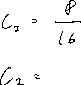 C₁ = 8/16
C₂ =